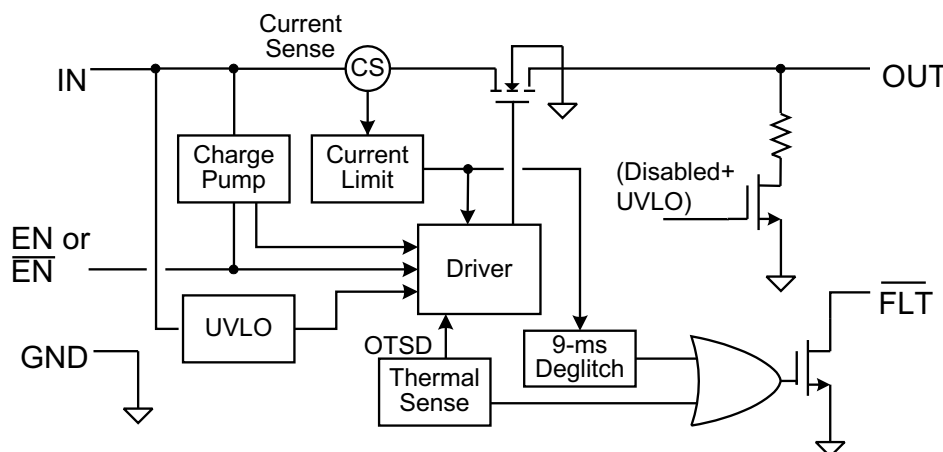 Current
Sense
IN
CS
OUT
Charge
Pump
Current
Limit
(Disabled+
UVLO)
EN or
EN
Driver
UVLO
FLT
GND
OTSD
9-ms
Deglitch
Thermal
Sense